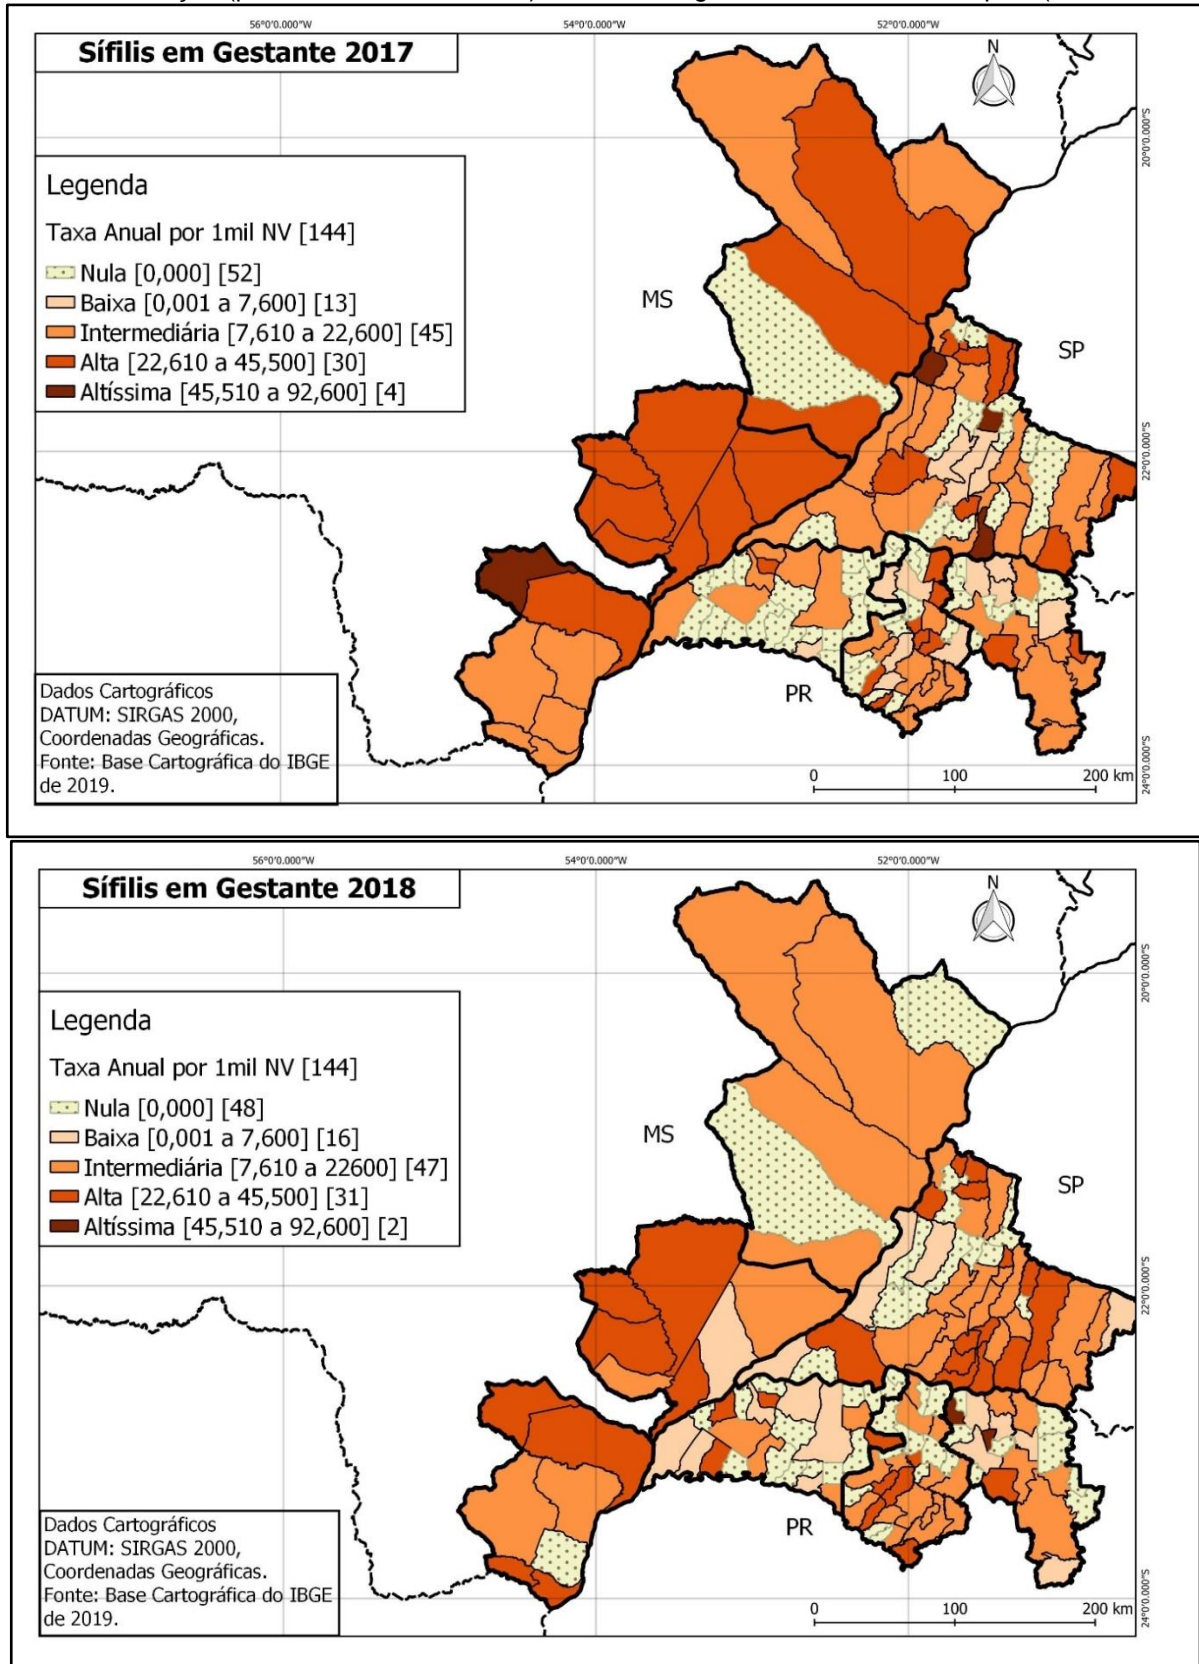 56°0'0.000"W 54°0'0.000"W 52°0'0.000"W
Sífilis em Gestante 2017
N
20°0'0.000"S
Legenda
Taxa Anual por 1mil NV [144]
Nula [0,000] [52]
Baixa [0,001 a 7,600] [13]
Intermediária [7,610 a 22,600] [45]
Alta [22,610 a 45,500] [30]
Altíssima [45,510 a 92,600] [4]
MS
SP
22°0'0.000"S
PR
Dados Cartográficos
DATUM: SIRGAS 2000,
Coordenadas Geográficas.
Fonte: Base Cartográfica do IBGE
de 2019.
0 100 200 km
24°0'0.000"S
56°0'0.000"W 54°0'0.000"W 52°0'0.000"W
Sífilis em Gestante 2018
N
20°0'0.000"S
Legenda
Taxa Anual por 1mil NV [144]
Nula [0,000] [48]
Baixa [0,001 a 7,600] [16]
Intermediária [7,610 a 22600] [47]
Alta [22,610 a 45,500] [31]
Altíssima [45,510 a 92,600] [2]
MS
SP
22°0'0.000"S
PR
Dados Cartográficos
DATUM: SIRGAS 2000,
Coordenadas Geográficas.
Fonte: Base Cartográfica do IBGE
de 2019.
0 100 200 km
24°0'0.000"S